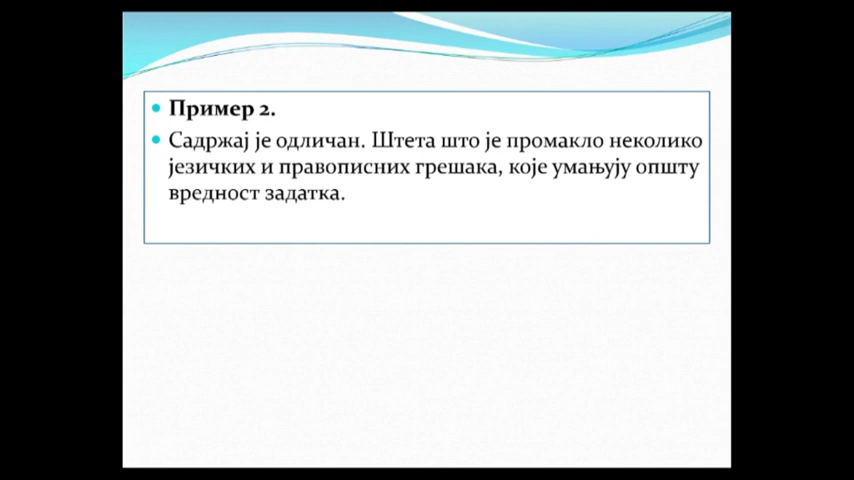 Пример 2.
Садржај је одличан. Штета што је промакло неколико
језичких и правописних грешака, које умањују општу
вредност задатка.